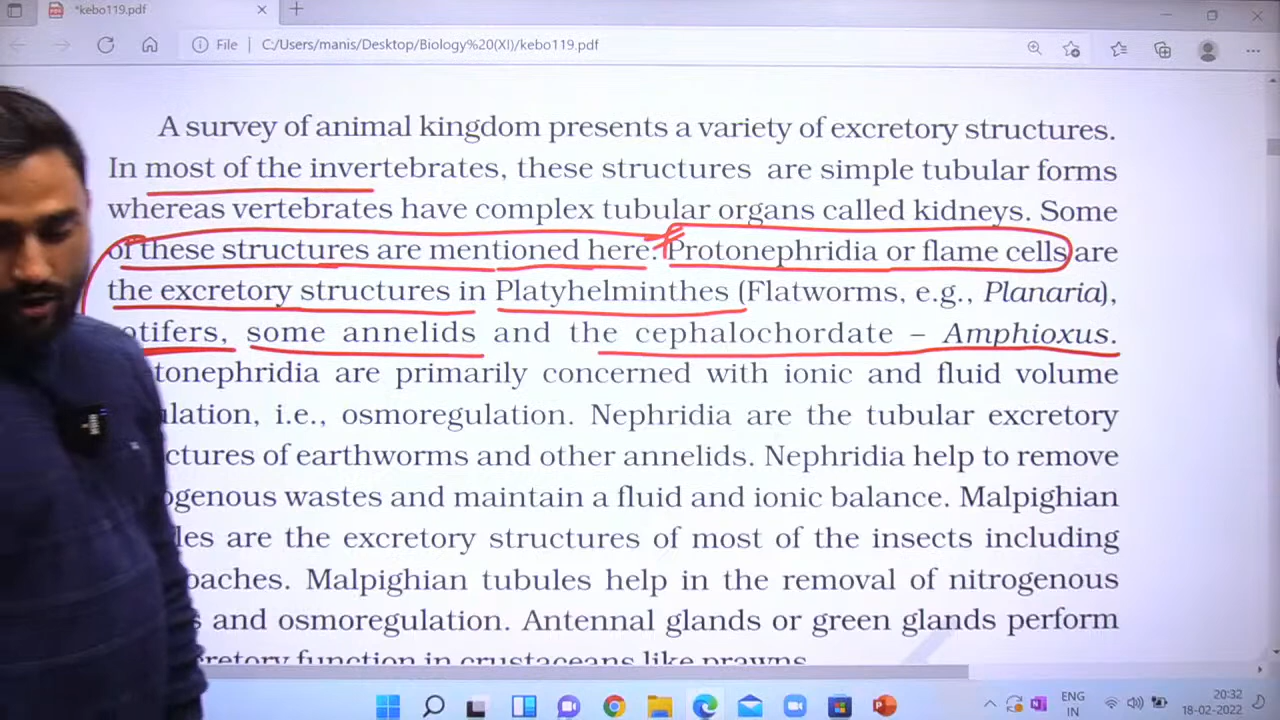 *kebo119.pdf
File
C:/Users/manis/Desktop/Biology%20(XI)/kebo119.pdf
A survey of animal kingdom presents a variety of excretory structures.
In most of the invertebrates, these structures are simple tubular forms
whereas vertebrates have complex tubular organs called kidneys. Some
of these structures are mentioned here. Protonephridia or flame cells are
the excretory structures in Platyhelminthes (Flatworms, e.g., Planaria),
otifers, some annelids and the cephalochordate – Amphioxus.
tonephridia are primarily concerned with ionic and fluid volume
lation, i.e., osmoregulation. Nephridia are the tubular excretory
ctures of earthworms and other annelids. Nephridia help to remove
ogenous wastes and maintain a fluid and ionic balance. Malpighian
les are the excretory structures of most of the insects including
oaches. Malpighian tubules help in the removal of nitrogenous
s and osmoregulation. Antennal glands or green glands perform
cretory function in crustaceans like prawns.
ENG
IN
20:32
18-02-2022